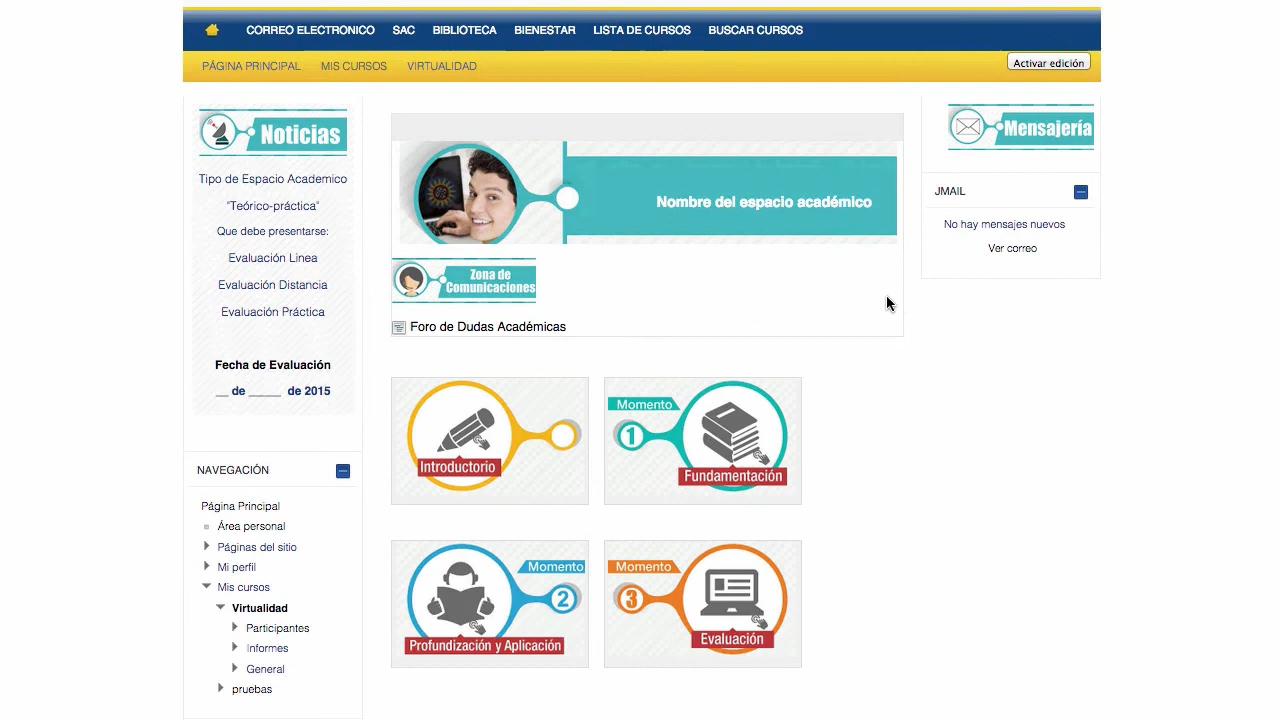 CORREO ELECTRONICO SAC BIBLIOTECA BIENESTAR LISTA DE CURSOS BUSCAR CURSOS
PÁGINA PRINCIPAL MIS CURSOS VIRTUALIDAD
Activar edición
Noticias
Tipo de Espacio Academico
"Teórico-práctica"
Que debe presentarse:
Evaluación Linea
Evaluación Distancia
Evaluación Práctica
Fecha de Evaluación
__ de _____ de 2015
NAVEGACIÓN
Página Principal
Área personal
Páginas del sitio
Mi perfil
Mis cursos
Virtualidad
Participantes
Informes
General
pruebas
Nombre del espacio académico
Zona de
Comunicaciones
Foro de Dudas Académicas
Introductorio
Momento
1
Fundamentación
Momento
2
Profundización y Aplicación
Momento
3
Evaluación
Mensajería
JMAIL
No hay mensajes nuevos
Ver correo